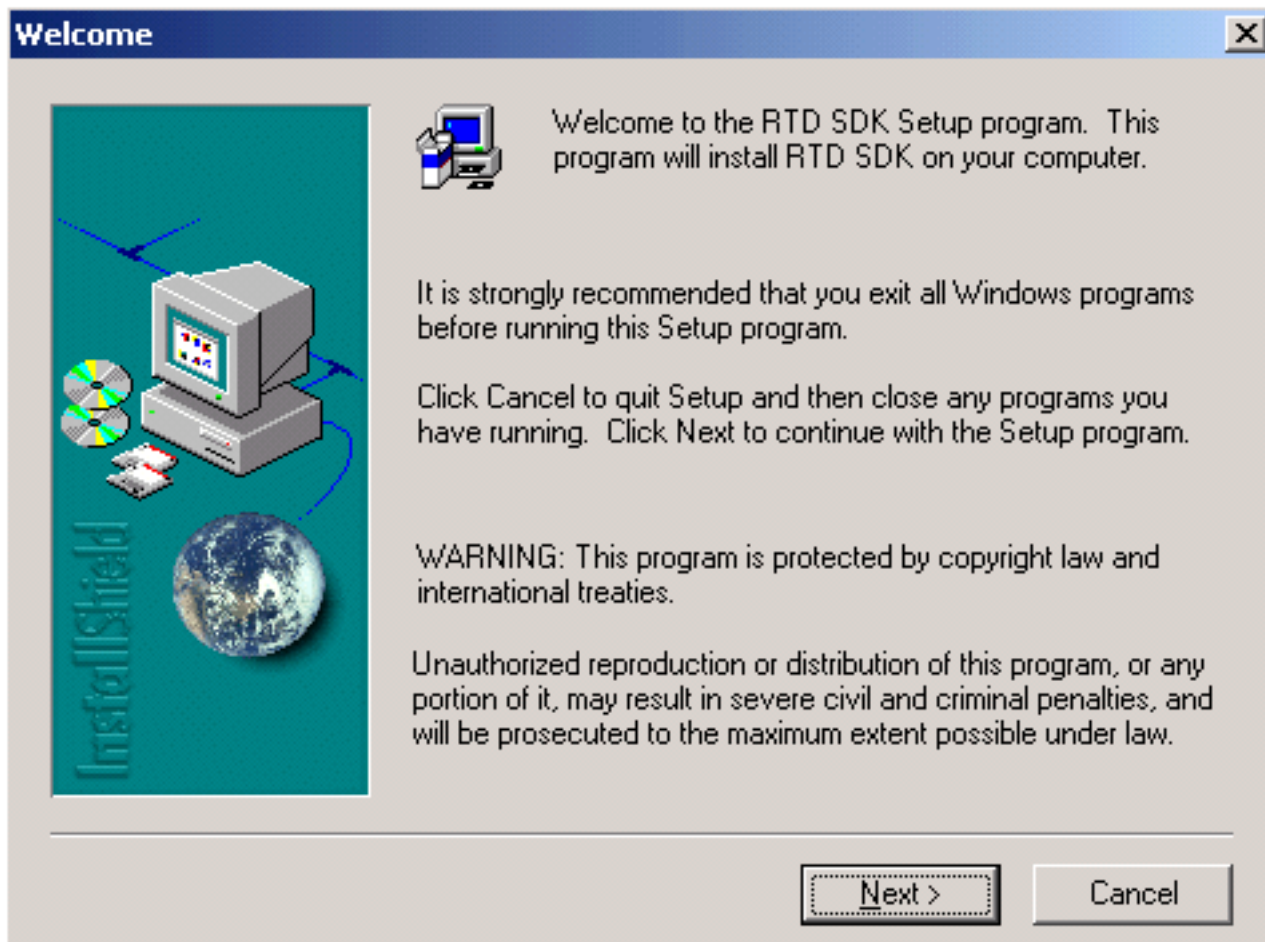 Welcome
Welcome to the RTD SDK Setup program.  This
program will install RTD SDK on your computer.
It is strongly recommended that you exit all Windows programs
before running this Setup program.
Click Cancel to quit Setup and then close any programs you
have running.  Click Next to continue with the Setup program.
WARNING: This program is protected by copyright law and
international treaties.
Unauthorized reproduction or distribution of this program, or any
portion of it, may result in severe civil and criminal penalties, and
will be prosecuted to the maximum extent possible under law.
InstallShield
Next >
Cancel